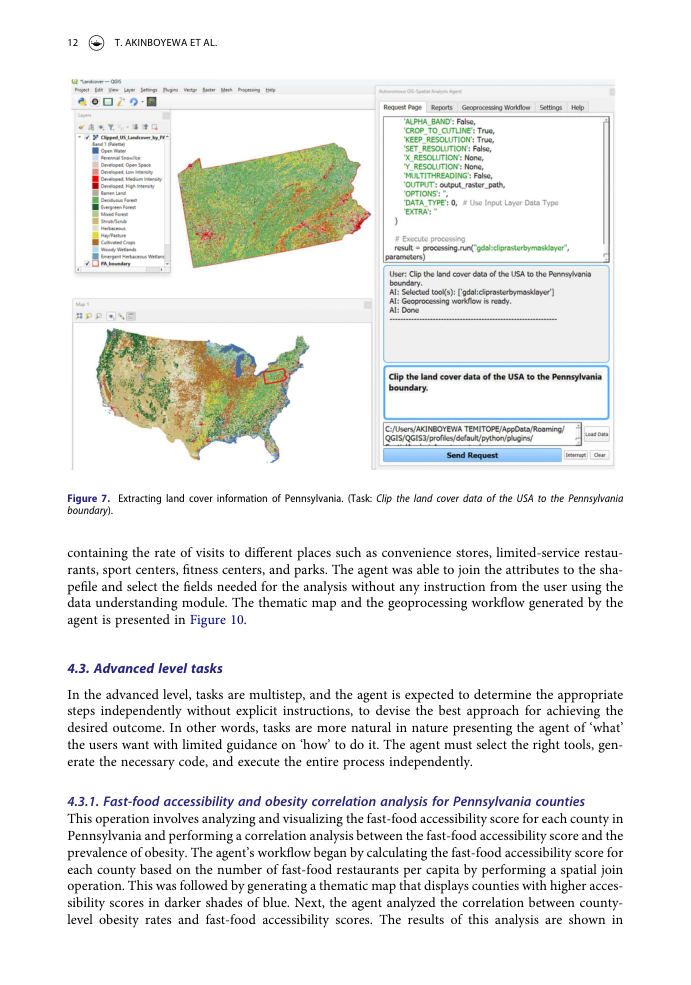 12 T. AKINBOYEWA ET AL.
*Landcover — QGIS
Project Edit View Layer Settings Plugins Vector Raster Mesh Processing Help
Layers
Clipped_US_Landcover_by_PA
Band 1 (Palette)
Open Water
Perennial Snow/Ice
Developed, Open Space
Developed, Low Intensity
Developed, Medium Intensity
Developed, High Intensity
Barren Land
Deciduous Forest
Evergreen Forest
Mixed Forest
Shrub/Scrub
Herbaceous
Hay/Pasture
Cultivated Crops
Woody Wetlands
Emergent Herbaceous Wetlands
PA_boundary
Map 1
Autonomous GIS-Spatial Analysis Agent
Request Page Reports Geoprocessing Workflow Settings Help
'ALPHA_BAND': False,
'CROP_TO_CUTLINE': True,
'KEEP_RESOLUTION': True,
'SET_RESOLUTION': False,
'X_RESOLUTION': None,
'Y_RESOLUTION': None,
'MULTITHREADING': False,
'OUTPUT': output_raster_path,
'OPTIONS': '',
'DATA_TYPE': 0, # Use Input Layer Data Type
'EXTRA': ''
}
# Execute processing
result = processing.run("gdal:cliprasterbymasklayer",
parameters)
User: Clip the land cover data of the USA to the Pennsylvania
boundary.
AI: Selected tool(s): ['gdal:cliprasterbymasklayer']
AI: Geoprocessing workflow is ready.
AI: Done
------------------------------------------------------
Clip the land cover data of the USA to the Pennsylvania
boundary.
C:/Users/AKINBOYEWA TEMITOPE/AppData/Roaming/
QGIS/QGIS3/profiles/default/python/plugins/
Load Data
Send Request Interrupt Clear
Figure 7. Extracting land cover information of Pennsylvania. (Task: Clip the land cover data of the USA to the Pennsylvania
boundary).
containing the rate of visits to different places such as convenience stores, limited-service restau-
rants, sport centers, fitness centers, and parks. The agent was able to join the attributes to the sha-
pefile and select the fields needed for the analysis without any instruction from the user using the
data understanding module. The thematic map and the geoprocessing workflow generated by the
agent is presented in Figure 10.
4.3. Advanced level tasks
In the advanced level, tasks are multistep, and the agent is expected to determine the appropriate
steps independently without explicit instructions, to devise the best approach for achieving the
desired outcome. In other words, tasks are more natural in nature presenting the agent of ‘what’
the users want with limited guidance on ‘how’ to do it. The agent must select the right tools, gen-
erate the necessary code, and execute the entire process independently.
4.3.1. Fast-food accessibility and obesity correlation analysis for Pennsylvania counties
This operation involves analyzing and visualizing the fast-food accessibility score for each county in
Pennsylvania and performing a correlation analysis between the fast-food accessibility score and the
prevalence of obesity. The agent's workflow began by calculating the fast-food accessibility score for
each county based on the number of fast-food restaurants per capita by performing a spatial join
operation. This was followed by generating a thematic map that displays counties with higher acces-
sibility scores in darker shades of blue. Next, the agent analyzed the correlation between county-
level obesity rates and fast-food accessibility scores. The results of this analysis are shown in